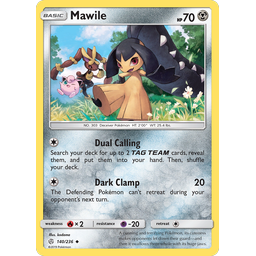 BASIC Mawile HP70
NO. 303 Deceiver Pokémon HT: 2'00" WT: 25.4 lbs.
Dual Calling
Search your deck for up to 2 TAG TEAM cards, reveal
them, and put them into your hand. Then, shuffle
your deck.
Dark Clamp 20
The Defending Pokémon can't retreat during your
opponent's next turn.
weakness ×2 resistance -20 retreat
140/236